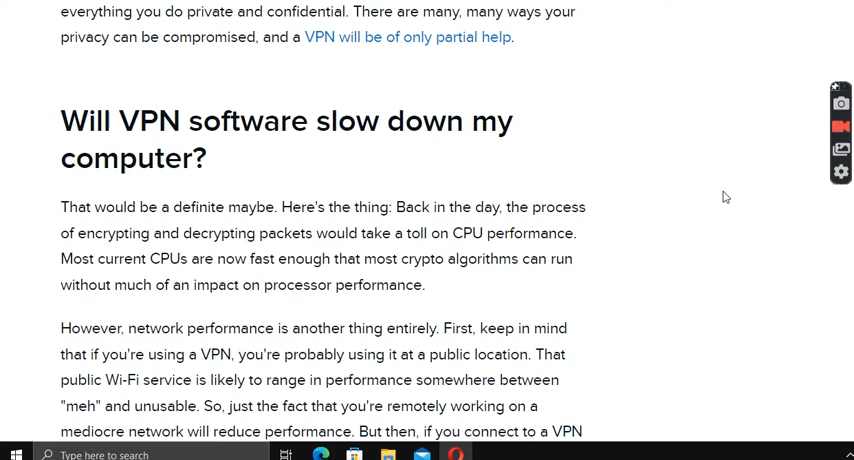 everything you do private and confidential. There are many, many ways your
privacy can be compromised, and a VPN will be of only partial help.
Will VPN software slow down my
computer?
That would be a definite maybe. Here's the thing: Back in the day, the process
of encrypting and decrypting packets would take a toll on CPU performance.
Most current CPUs are now fast enough that most crypto algorithms can run
without much of an impact on processor performance.
However, network performance is another thing entirely. First, keep in mind
that if you're using a VPN, you're probably using it at a public location. That
public Wi-Fi service is likely to range in performance somewhere between
"meh" and unusable. So, just the fact that you're remotely working on a
mediocre network will reduce performance. But then, if you connect to a VPN
Type here to search